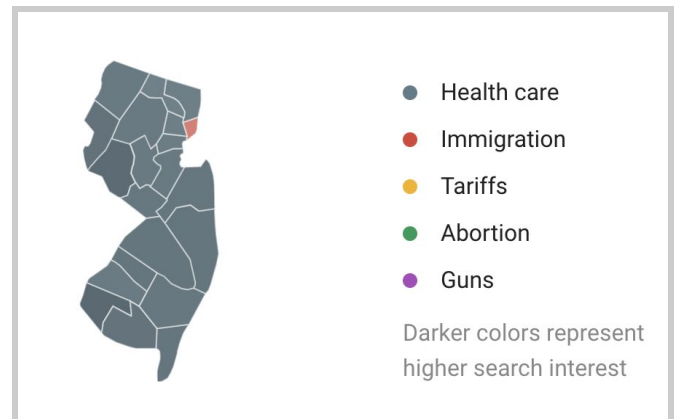 Health care
Immigration
Tariffs
Abortion
Guns
Darker colors represent
higher search interest